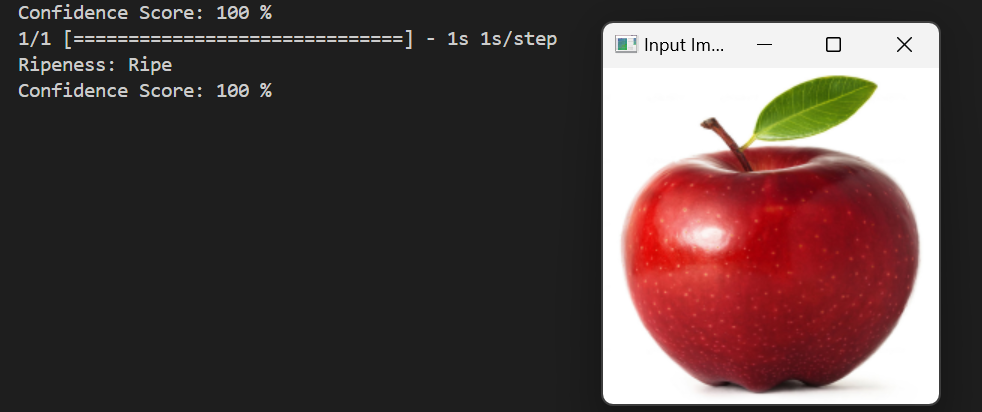 Confidence Score: 100 %
1/1 [==============================] - 1s 1s/step
Ripeness: Ripe
Confidence Score: 100 %
Input Im...